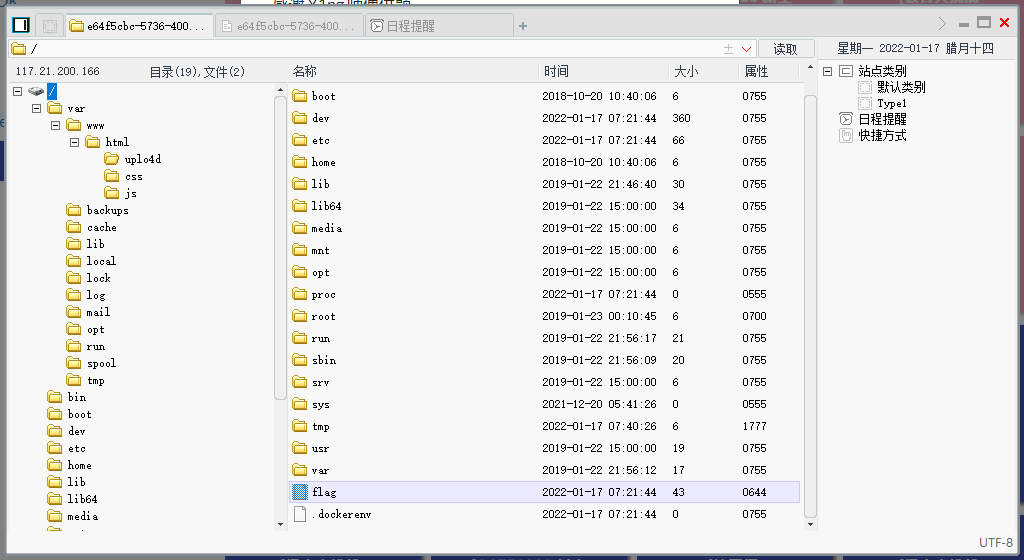 e64f5cbc-5736-400... e64f5cbc-5736-400... 日程提醒
/ 读取 星期一 2022-01-17 腊月十四
117.21.200.166 目录(19),文件(2) 名称 时间 大小 属性
/
var
www
html
uplo4d
css
js
backups
cache
lib
local
lock
log
mail
opt
run
spool
tmp
bin
boot
dev
etc
home
lib
lib64
media
boot 2018-10-20 10:40:06 6 0755
dev 2022-01-17 07:21:44 360 0755
etc 2022-01-17 07:21:44 66 0755
home 2018-10-20 10:40:06 6 0755
lib 2019-01-22 21:46:40 30 0755
lib64 2019-01-22 15:00:00 34 0755
media 2019-01-22 15:00:00 6 0755
mnt 2019-01-22 15:00:00 6 0755
opt 2019-01-22 15:00:00 6 0755
proc 2022-01-17 07:21:44 0 0555
root 2019-01-23 00:10:45 6 0700
run 2019-01-22 21:56:17 21 0755
sbin 2019-01-22 21:56:09 20 0755
srv 2019-01-22 15:00:00 6 0755
sys 2021-12-20 05:41:26 0 0555
tmp 2022-01-17 07:40:26 6 1777
usr 2019-01-22 15:00:00 19 0755
var 2019-01-22 21:56:12 17 0755
flag 2022-01-17 07:21:44 43 0644
.dockerenv 2022-01-17 07:21:44 0 0755
站点类别
默认类别
Type1
日程提醒
快捷方式
UTF-8